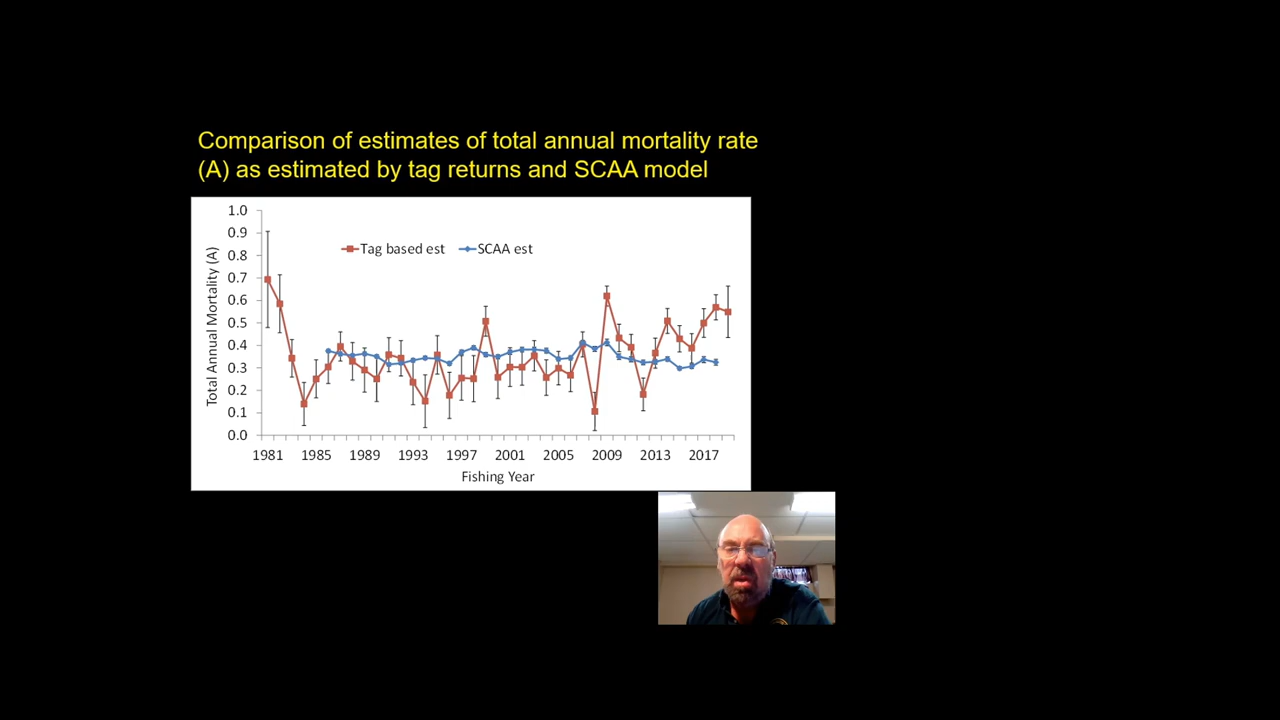 Comparison of estimates of total annual mortality rate
(A) as estimated by tag returns and SCAA model
1.0
0.9
0.8
0.7
0.6
0.5
0.4
0.3
0.2
0.1
0.0
Total Annual Mortality (A)
Tag based est
SCAA est
1981 1985 1989 1993 1997 2001 2005 2009 2013 2017
Fishing Year